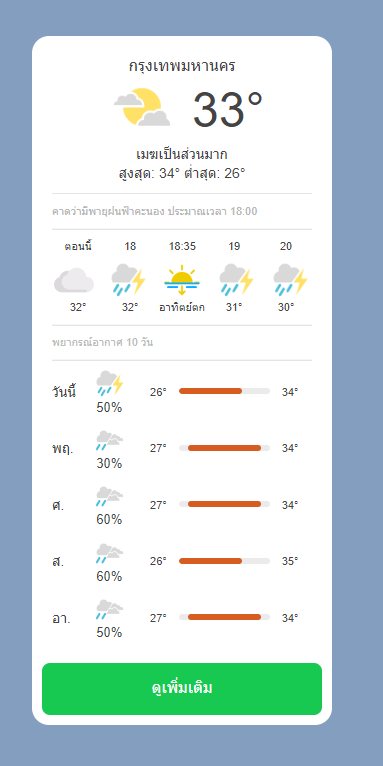 กรุงเทพมหานคร
33°
เมฆเป็นส่วนมาก
สูงสุด: 34° ต่ำสุด: 26°
คาดว่ามีพายุฝนฟ้าคะนอง ประมาณเวลา 18:00
ตอนนี้ 18 18:35 19 20
32° 32° อาทิตย์ตก 31° 30°
พยากรณ์อากาศ 10 วัน
วันนี้ 50% 26° 34°
พฤ. 30% 27° 34°
ศ. 60% 27° 34°
ส. 60% 26° 35°
อา. 50% 27° 34°
ดูเพิ่มเติม